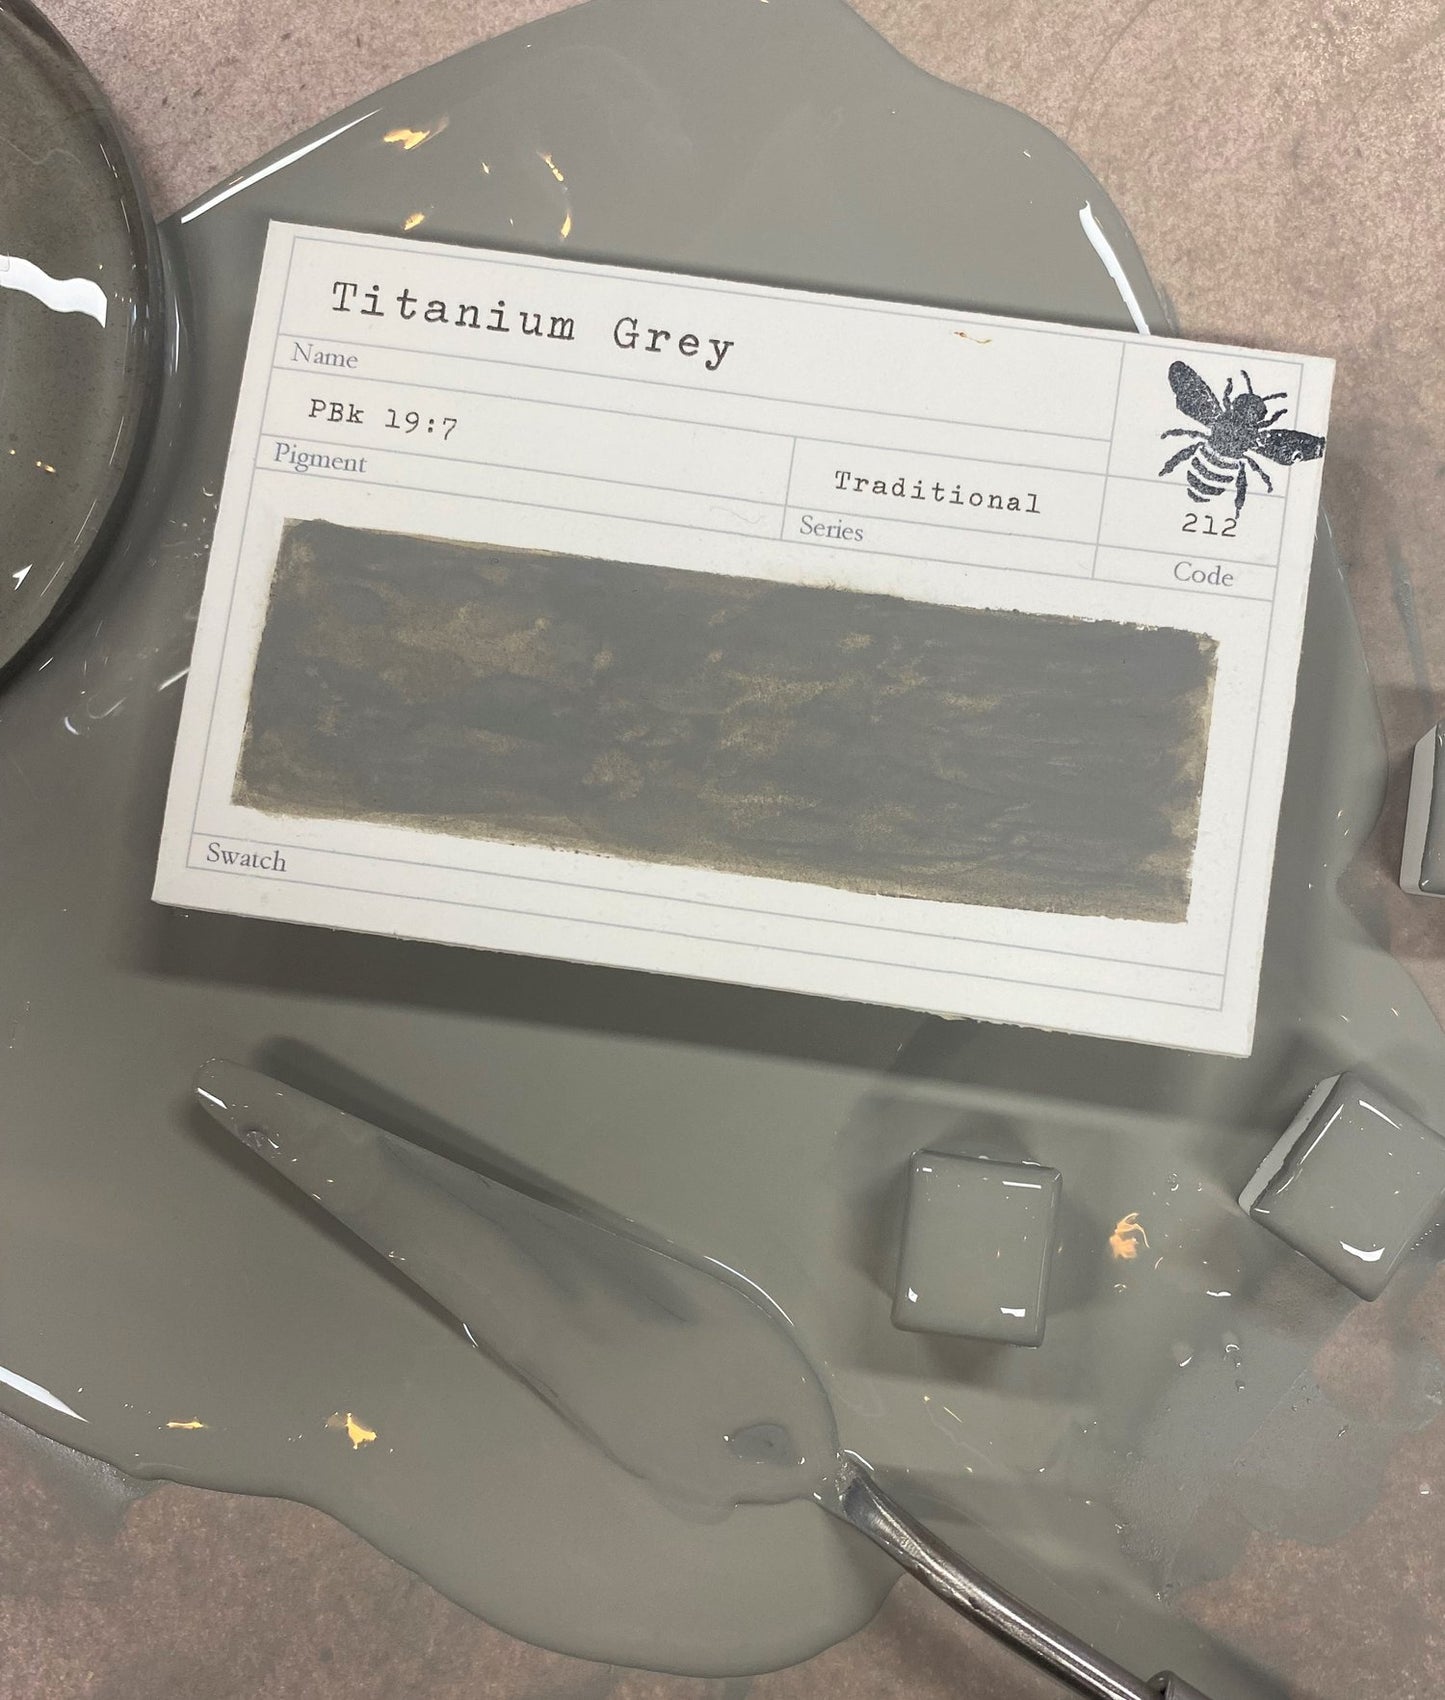 Titanium Grey
Name
PBk 19:7
Pigment
Traditional
Series
212
Code
Swatch